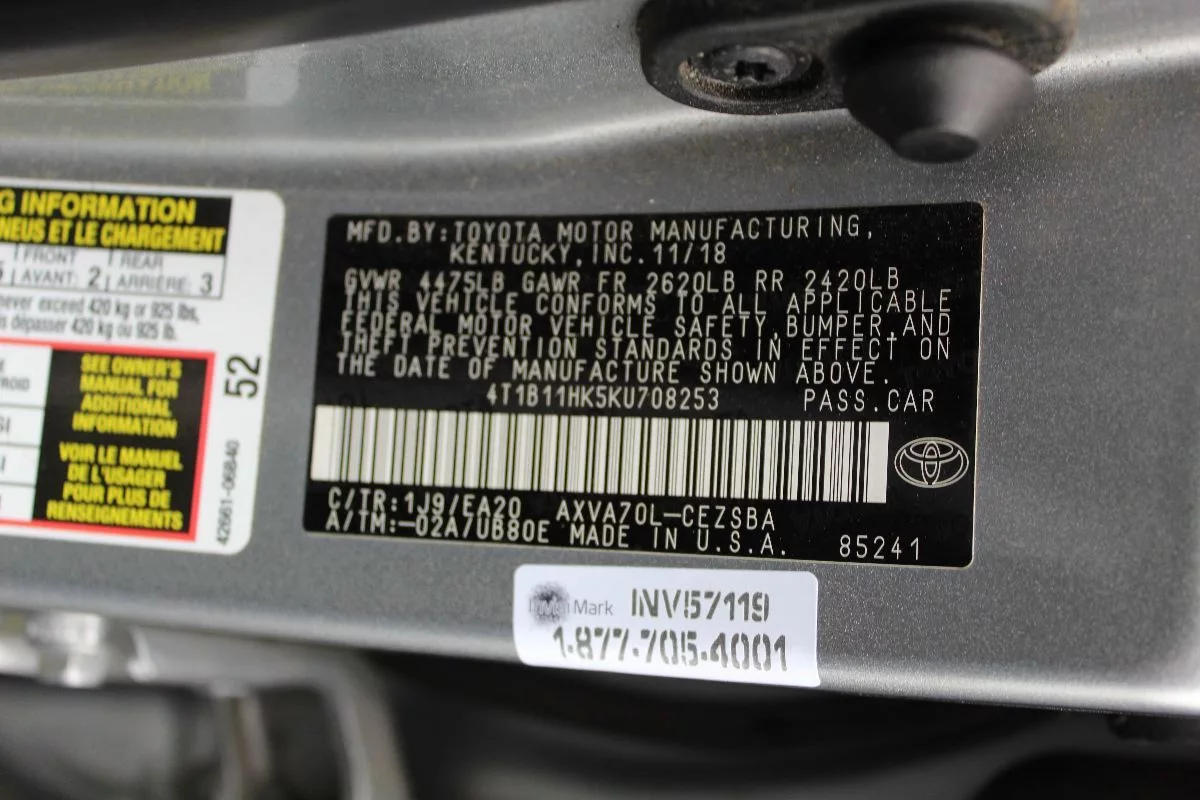 G INFORMATION
NEUS ET LE CHARGEMENT
FRONT REAR
AVANT: 2 ARRIÈRE: 3
never exceed 420 kg or 925 lbs,
dépasser 420 kg ou 925 lb.
SEE OWNER'S
MANUAL FOR
ADDITIONAL
INFORMATION
VOIR LE MANUEL
DE L'USAGER
POUR PLUS DE
RENSEIGNEMENTS
52
42661-06B40
MFD.BY:TOYOTA MOTOR MANUFACTURING,
KENTUCKY,INC.11/18
GVWR 4475LB GAWR FR 2620LB RR 2420LB
THIS VEHICLE CONFORMS TO ALL APPLICABLE
FEDERAL MOTOR VEHICLE SAFETY,BUMPER,AND
THEFT PREVENTION STANDARDS IN EFFECT ON
THE DATE OF MANUFACTURE SHOWN ABOVE.
4T1B11HK5KU708253 PASS.CAR
C/TR:1J9/EA20 AXVA70L-CEZSBA
A/TM:-02A/UB80E MADE IN U.S.A. 85241
Mark INV57119
1-877-705-4001